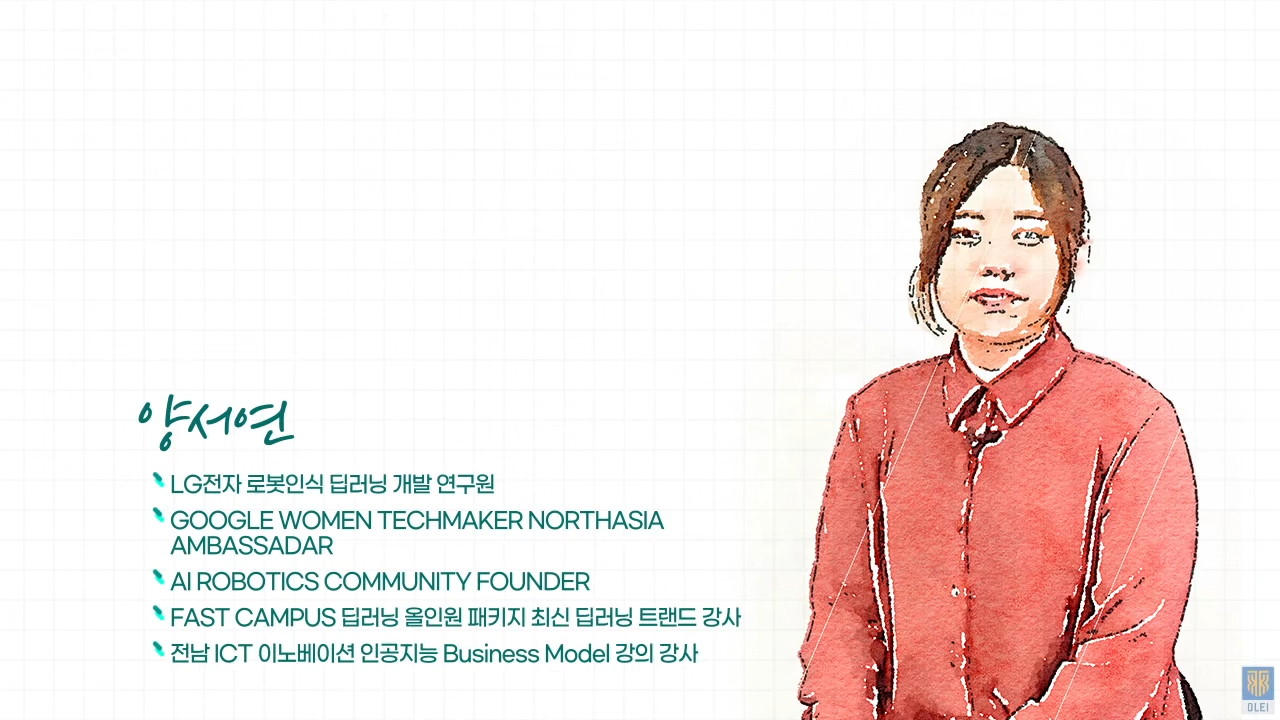 양서연
LG전자 로봇인식 딥러닝 개발 연구원
GOOGLE WOMEN TECHMAKER NORTHASIA
AMBASSADAR
AI ROBOTICS COMMUNITY FOUNDER
FAST CAMPUS 딥러닝 올인원 패키지 최신 딥러닝 트랜드 강사
전남 ICT 이노베이션 인공지능 Business Model 강의 강사
OLEI